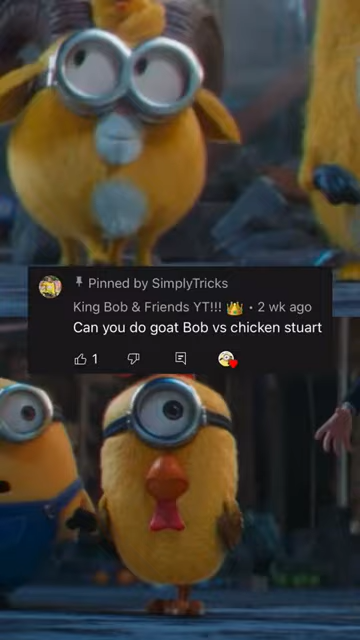 Pinned by SimplyTricks
King Bob & Friends YT!!! 👑 • 2 wk ago
Can you do goat Bob vs chicken stuart
1